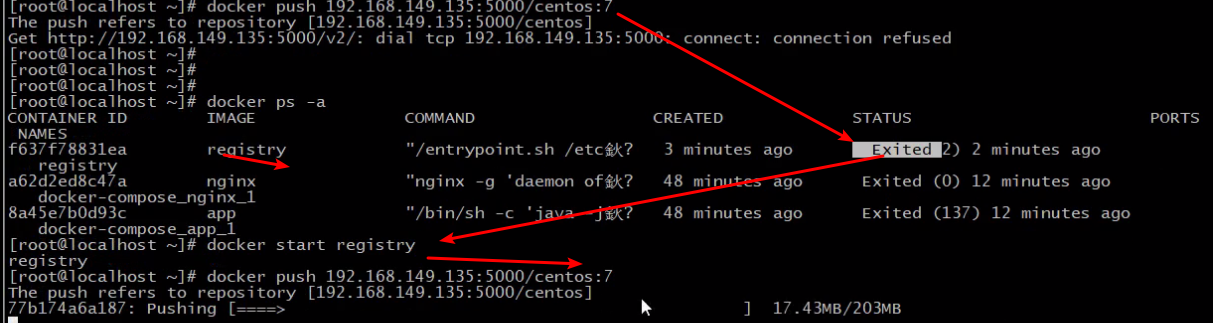 [root@localhost ~]# docker push 192.168.149.135:5000/centos:7
The push refers to repository [192.168.149.135:5000/centos]
Get http://192.168.149.135:5000/v2/: dial tcp 192.168.149.135:5000: connect: connection refused
[root@localhost ~]#
[root@localhost ~]#
[root@localhost ~]#
[root@localhost ~]# docker ps -a
CONTAINER ID IMAGE COMMAND CREATED STATUS PORTS
NAMES
f637f78831ea registry "/entrypoint.sh /etc鈥? 3 minutes ago Exited (2) 2 minutes ago
registry
a62d2ed8c47a nginx "nginx -g 'daemon of鈥? 48 minutes ago Exited (0) 12 minutes ago
docker-compose_nginx_1
8a45e7b0d93c app "/bin/sh -c 'java -j鈥? 48 minutes ago Exited (137) 12 minutes ago
docker-compose_app_1
[root@localhost ~]# docker start registry
registry
[root@localhost ~]# docker push 192.168.149.135:5000/centos:7
The push refers to repository [192.168.149.135:5000/centos]
77b174a6a187: Pushing [====> ] 17.43MB/203MB